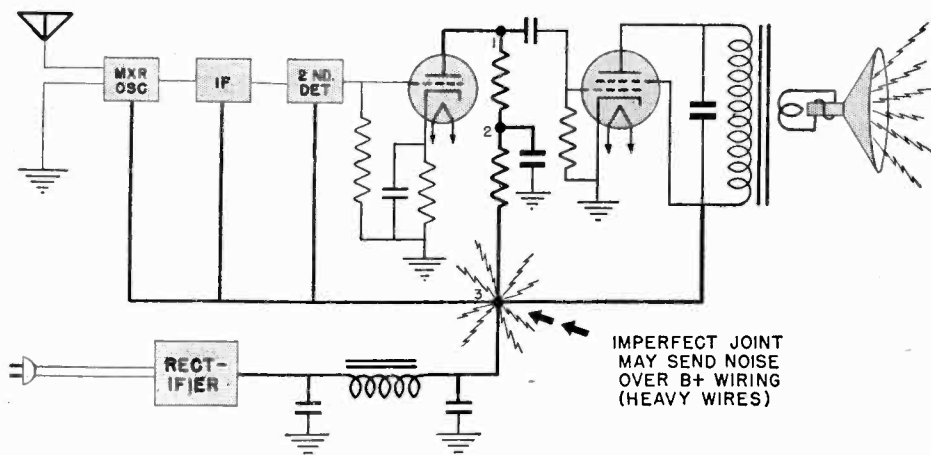 MXR
OSC
IF
2 ND.
DET
1
2
3
IMPERFECT JOINT
MAY SEND NOISE
OVER B+ WIRING
(HEAVY WIRES)
RECT-
IFIER